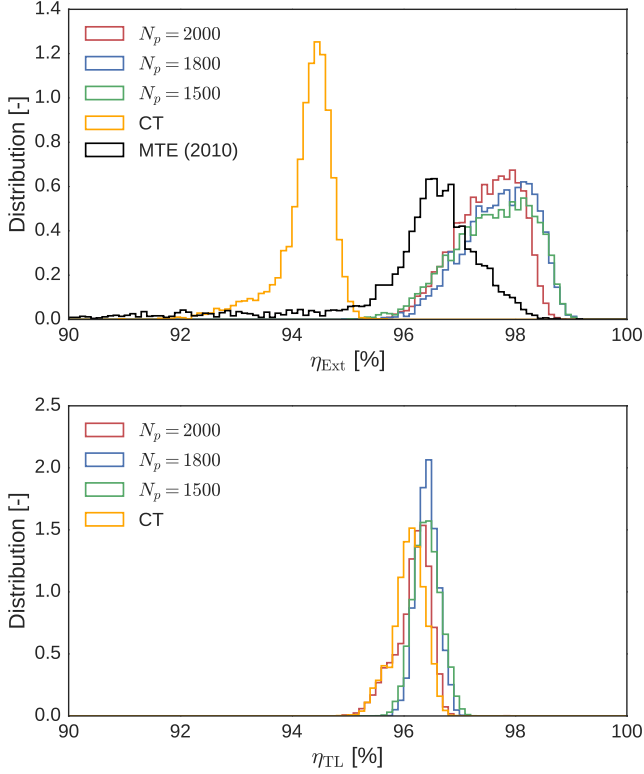 1.4
1.2
1.0
0.8
0.6
0.4
0.2
0.0
Distribution [-]
N_p = 2000
N_p = 1800
N_p = 1500
CT
MTE (2010)
90 92 94 96 98 100
η_Ext [%]
2.5
2.0
1.5
1.0
0.5
0.0
Distribution [-]
N_p = 2000
N_p = 1800
N_p = 1500
CT
90 92 94 96 98 100
η_TL [%]